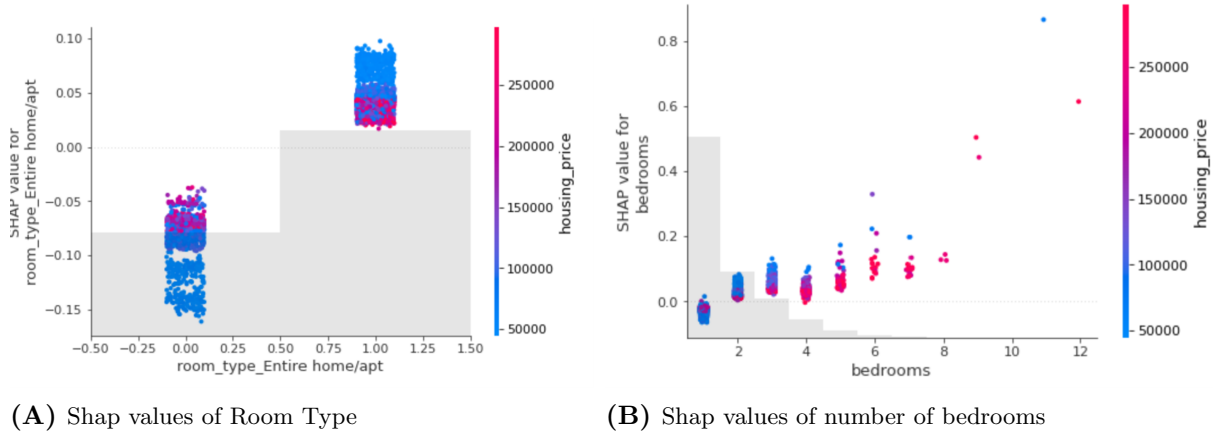 0.10
0.05
0.00
−0.05
−0.10
−0.15
SHAP value for
room_type_Entire home/apt
−0.50 −0.25 0.00 0.25 0.50 0.75 1.00 1.25 1.50
room_type_Entire home/apt
250000
200000
150000
100000
50000
housing_price
0.8
0.6
0.4
0.2
0.0
SHAP value for
bedrooms
2 4 6 8 10 12
bedrooms
250000
200000
150000
100000
50000
housing_price
(A) Shap values of Room Type
(B) Shap values of number of bedrooms